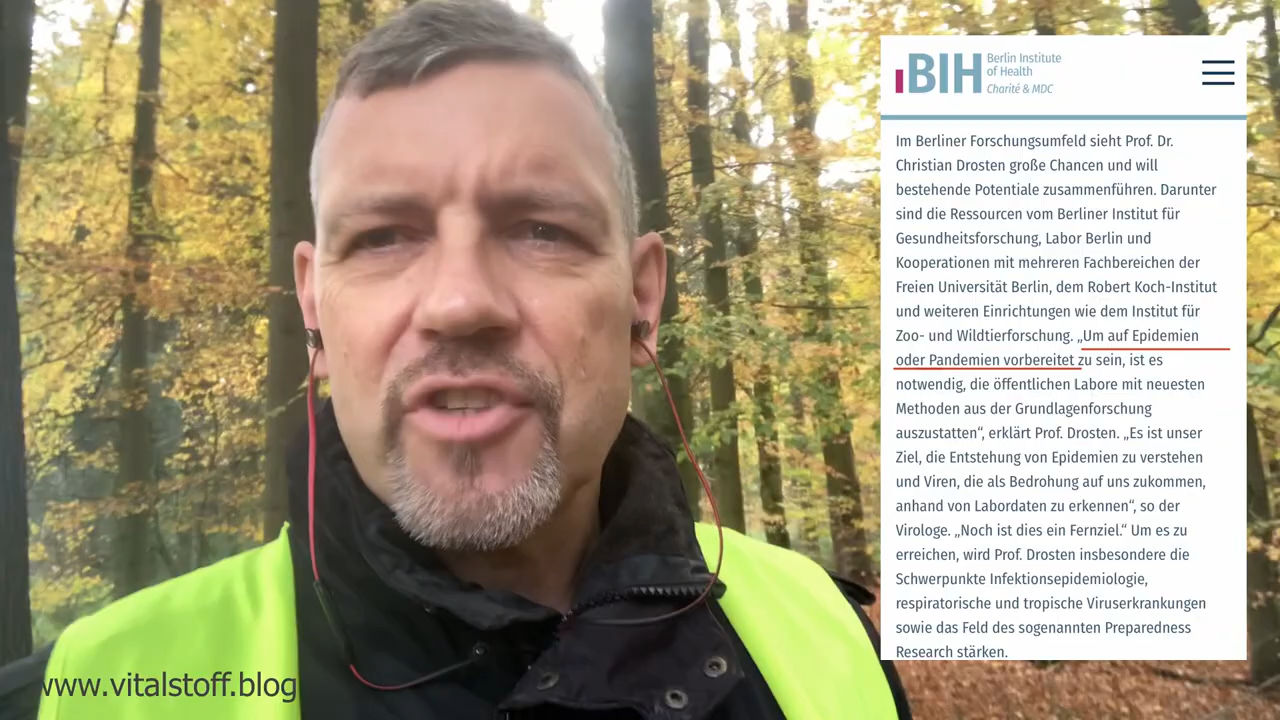 BIH
Berlin Institute
of Health
Charité & MDC
Im Berliner Forschungsumfeld sieht Prof. Dr.
Christian Drosten große Chancen und will
bestehende Potentiale zusammenführen. Darunter
sind die Ressourcen vom Berliner Institut für
Gesundheitsforschung, Labor Berlin und
Kooperationen mit mehreren Fachbereichen der
Freien Universität Berlin, dem Robert Koch-Institut
und weiteren Einrichtungen wie dem Institut für
Zoo- und Wildtierforschung. „Um auf Epidemien
oder Pandemien vorbereitet zu sein, ist es
notwendig, die öffentlichen Labore mit neuesten
Methoden aus der Grundlagenforschung
auszustatten“, erklärt Prof. Drosten. „Es ist unser
Ziel, die Entstehung von Epidemien zu verstehen
und Viren, die als Bedrohung auf uns zukommen,
anhand von Labordaten zu erkennen“, so der
Virologe. „Noch ist dies ein Fernziel.“ Um es zu
erreichen, wird Prof. Drosten insbesondere die
Schwerpunkte Infektionsepidemiologie,
respiratorische und tropische Viruserkrankungen
sowie das Feld des sogenannten Preparedness
Research stärken.
www.vitalstoff.blog